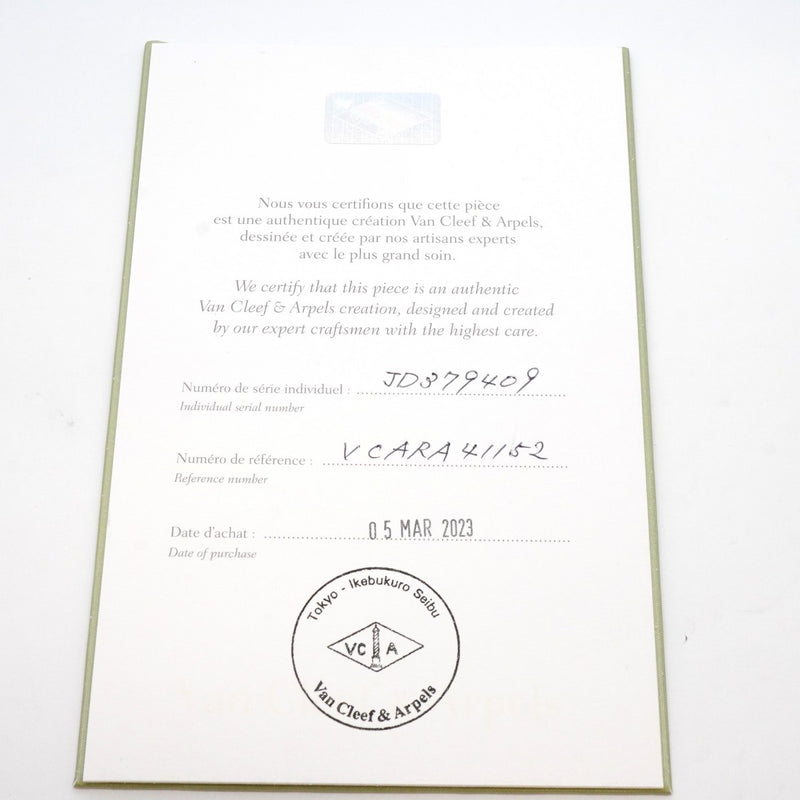 Nous vous certifions que cette pièce
est une authentique création Van Cleef & Arpels,
dessinée et créée par nos artisans experts
avec le plus grand soin.
We certify that this piece is an authentic
Van Cleef & Arpels creation, designed and created
by our expert craftsmen with the highest care.
Numéro de série individuel : JD379409
Individual serial number
Numéro de référence : VCARA41152
Reference number
Date d'achat : 05 MAR 2023
Date of purchase
Tokyo - Ikebukuro Seibu
VC A
Van Cleef & Arpels
Van Cleef & Arpels